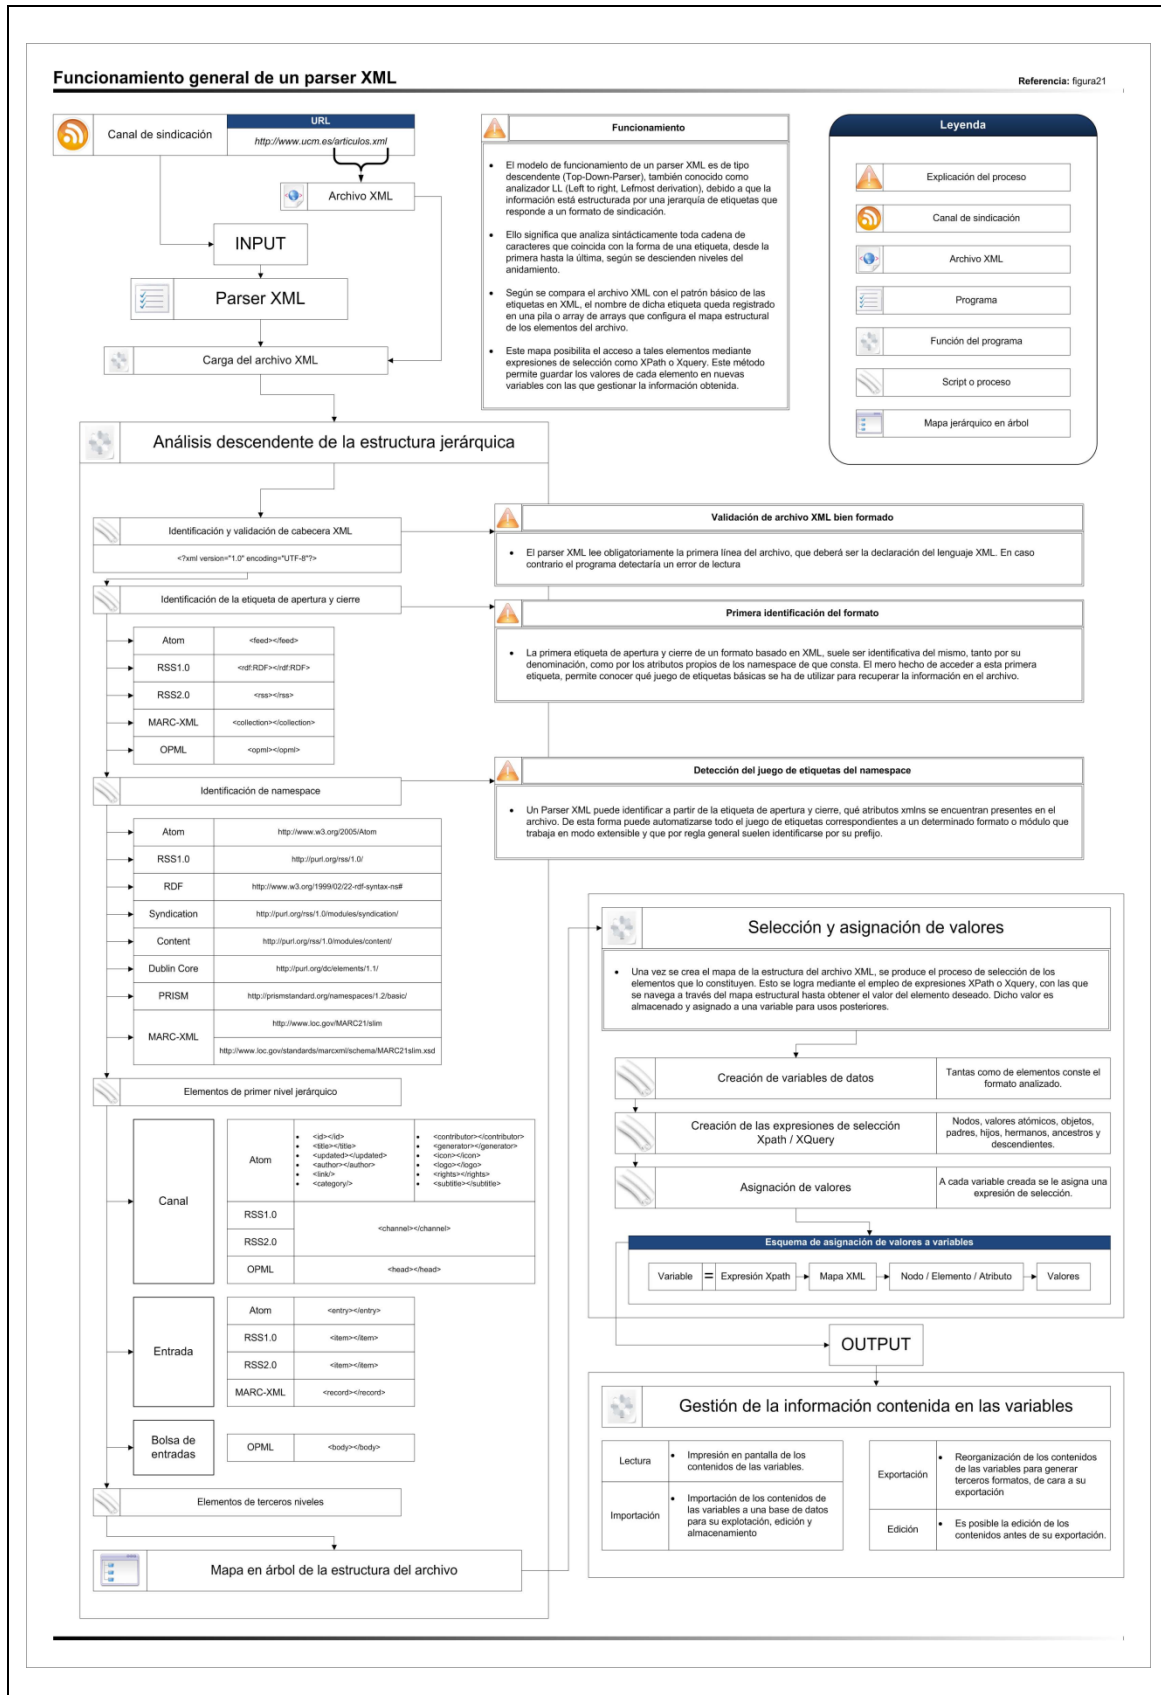 Funcionamiento general de un parser XML
Referencia: figura21
Canal de sindicación
URL
http://www.ucm.es/articulos.xml
Archivo XML
INPUT
Parser XML
Carga del archivo XML
Funcionamiento
• El modelo de funcionamiento de un parser XML es de tipo
descendente (Top-Down-Parser), también conocido como
analizador LL (Left to right, Lefmost derivation), debido a que la
información está estructurada por una jerarquía de etiquetas que
responde a un formato de sindicación.
• Ello significa que analiza sintácticamente toda cadena de
caracteres que coincida con la forma de una etiqueta, desde la
primera hasta la última, según se descienden niveles del
anidamiento.
• Según se compara el archivo XML con el patrón básico de las
etiquetas en XML, el nombre de dicha etiqueta queda registrado
en una pila o array de arrays que configura el mapa estructural
de los elementos del archivo.
• Este mapa posibilita el acceso a tales elementos mediante
expresiones de selección como XPath o Xquery. Este método
permite guardar los valores de cada elemento en nuevas
variables con las que gestionar la información obtenida.
Leyenda
Explicación del proceso
Canal de sindicación
Archivo XML
Programa
Función del programa
Script o proceso
Mapa jerárquico en árbol
Análisis descendente de la estructura jerárquica
Identificación y validación de cabecera XML
<?xml version="1.0" encoding="UTF-8"?>
Validación de archivo XML bien formado
• El parser XML lee obligatoriamente la primera línea del archivo, que deberá ser la declaración del lenguaje XML. En caso
contrario el programa detectaría un error de lectura
Identificación de la etiqueta de apertura y cierre
Atom <feed></feed>
RSS1.0 <rdf:RDF></rdf:RDF>
RSS2.0 <rss></rss>
MARC-XML <collection></collection>
OPML <opml></opml>
Primera identificación del formato
• La primera etiqueta de apertura y cierre de un formato basado en XML, suele ser identificativa del mismo, tanto por su
denominación, como por los atributos propios de los namespace de que consta. El mero hecho de acceder a esta primera
etiqueta, permite conocer qué juego de etiquetas básicas se ha de utilizar para recuperar la información en el archivo.
Identificación de namespace
Detección del juego de etiquetas del namespace
• Un Parser XML puede identificar a partir de la etiqueta de apertura y cierre, qué atributos xmlns se encuentran presentes en el
archivo. De esta forma puede automatizarse todo el juego de etiquetas correspondientes a un determinado formato o módulo que
trabaja en modo extensible y que por regla general suelen identificarse por su prefijo.
Atom http://www.w3.org/2005/Atom
RSS1.0 http://purl.org/rss/1.0/
RDF http://www.w3.org/1999/02/22-rdf-syntax-ns#
Syndication http://purl.org/rss/1.0/modules/syndication/
Content http://purl.org/rss/1.0/modules/content/
Dublin Core http://purl.org/dc/elements/1.1/
PRISM http://prismstandard.org/namespaces/1.2/basic/
MARC-XML
http://www.loc.gov/MARC21/slim
http://www.loc.gov/standards/marcxml/schema/MARC21slim.xsd
Elementos de primer nivel jerárquico
Canal
Atom
• <id></id>
• <title></title>
• <updated></updated>
• <author></author>
• <link/>
• <category/>
• <contributor></contributor>
• <generator></generator>
• <icon></icon>
• <logo></logo>
• <rights></rights>
• <subtitle></subtitle>
RSS1.0
RSS2.0
<channel></channel>
OPML <head></head>
Entrada
Atom <entry></entry>
RSS1.0 <item></item>
RSS2.0 <item></item>
MARC-XML <record></record>
Bolsa de
entradas
OPML <body></body>
Elementos de terceros niveles
Mapa en árbol de la estructura del archivo
Selección y asignación de valores
• Una vez se crea el mapa de la estructura del archivo XML, se produce el proceso de selección de los
elementos que lo constituyen. Esto se logra mediante el empleo de expresiones XPath o Xquery, con las que
se navega a través del mapa estructural hasta obtener el valor del elemento deseado. Dicho valor es
almacenado y asignado a una variable para usos posteriores.
Creación de variables de datos
Tantas como de elementos conste el
formato analizado.
Creación de las expresiones de selección
Xpath / XQuery
Nodos, valores atómicos, objetos,
padres, hijos, hermanos, ancestros y
descendientes.
Asignación de valores
A cada variable creada se le asigna una
expresión de selección.
Esquema de asignación de valores a variables
Variable = Expresión Xpath Mapa XML Nodo / Elemento / Atributo Valores
OUTPUT
Gestión de la información contenida en las variables
Lectura
• Impresión en pantalla de los
contenidos de las variables.
Importación
• Importación de los contenidos de
las variables a una base de datos
para su explotación, edición y
almacenamiento
Exportación
• Reorganización de los contenidos
de las variables para generar
terceros formatos, de cara a su
exportación
Edición
• Es posible la edición de los
contenidos antes de su exportación.